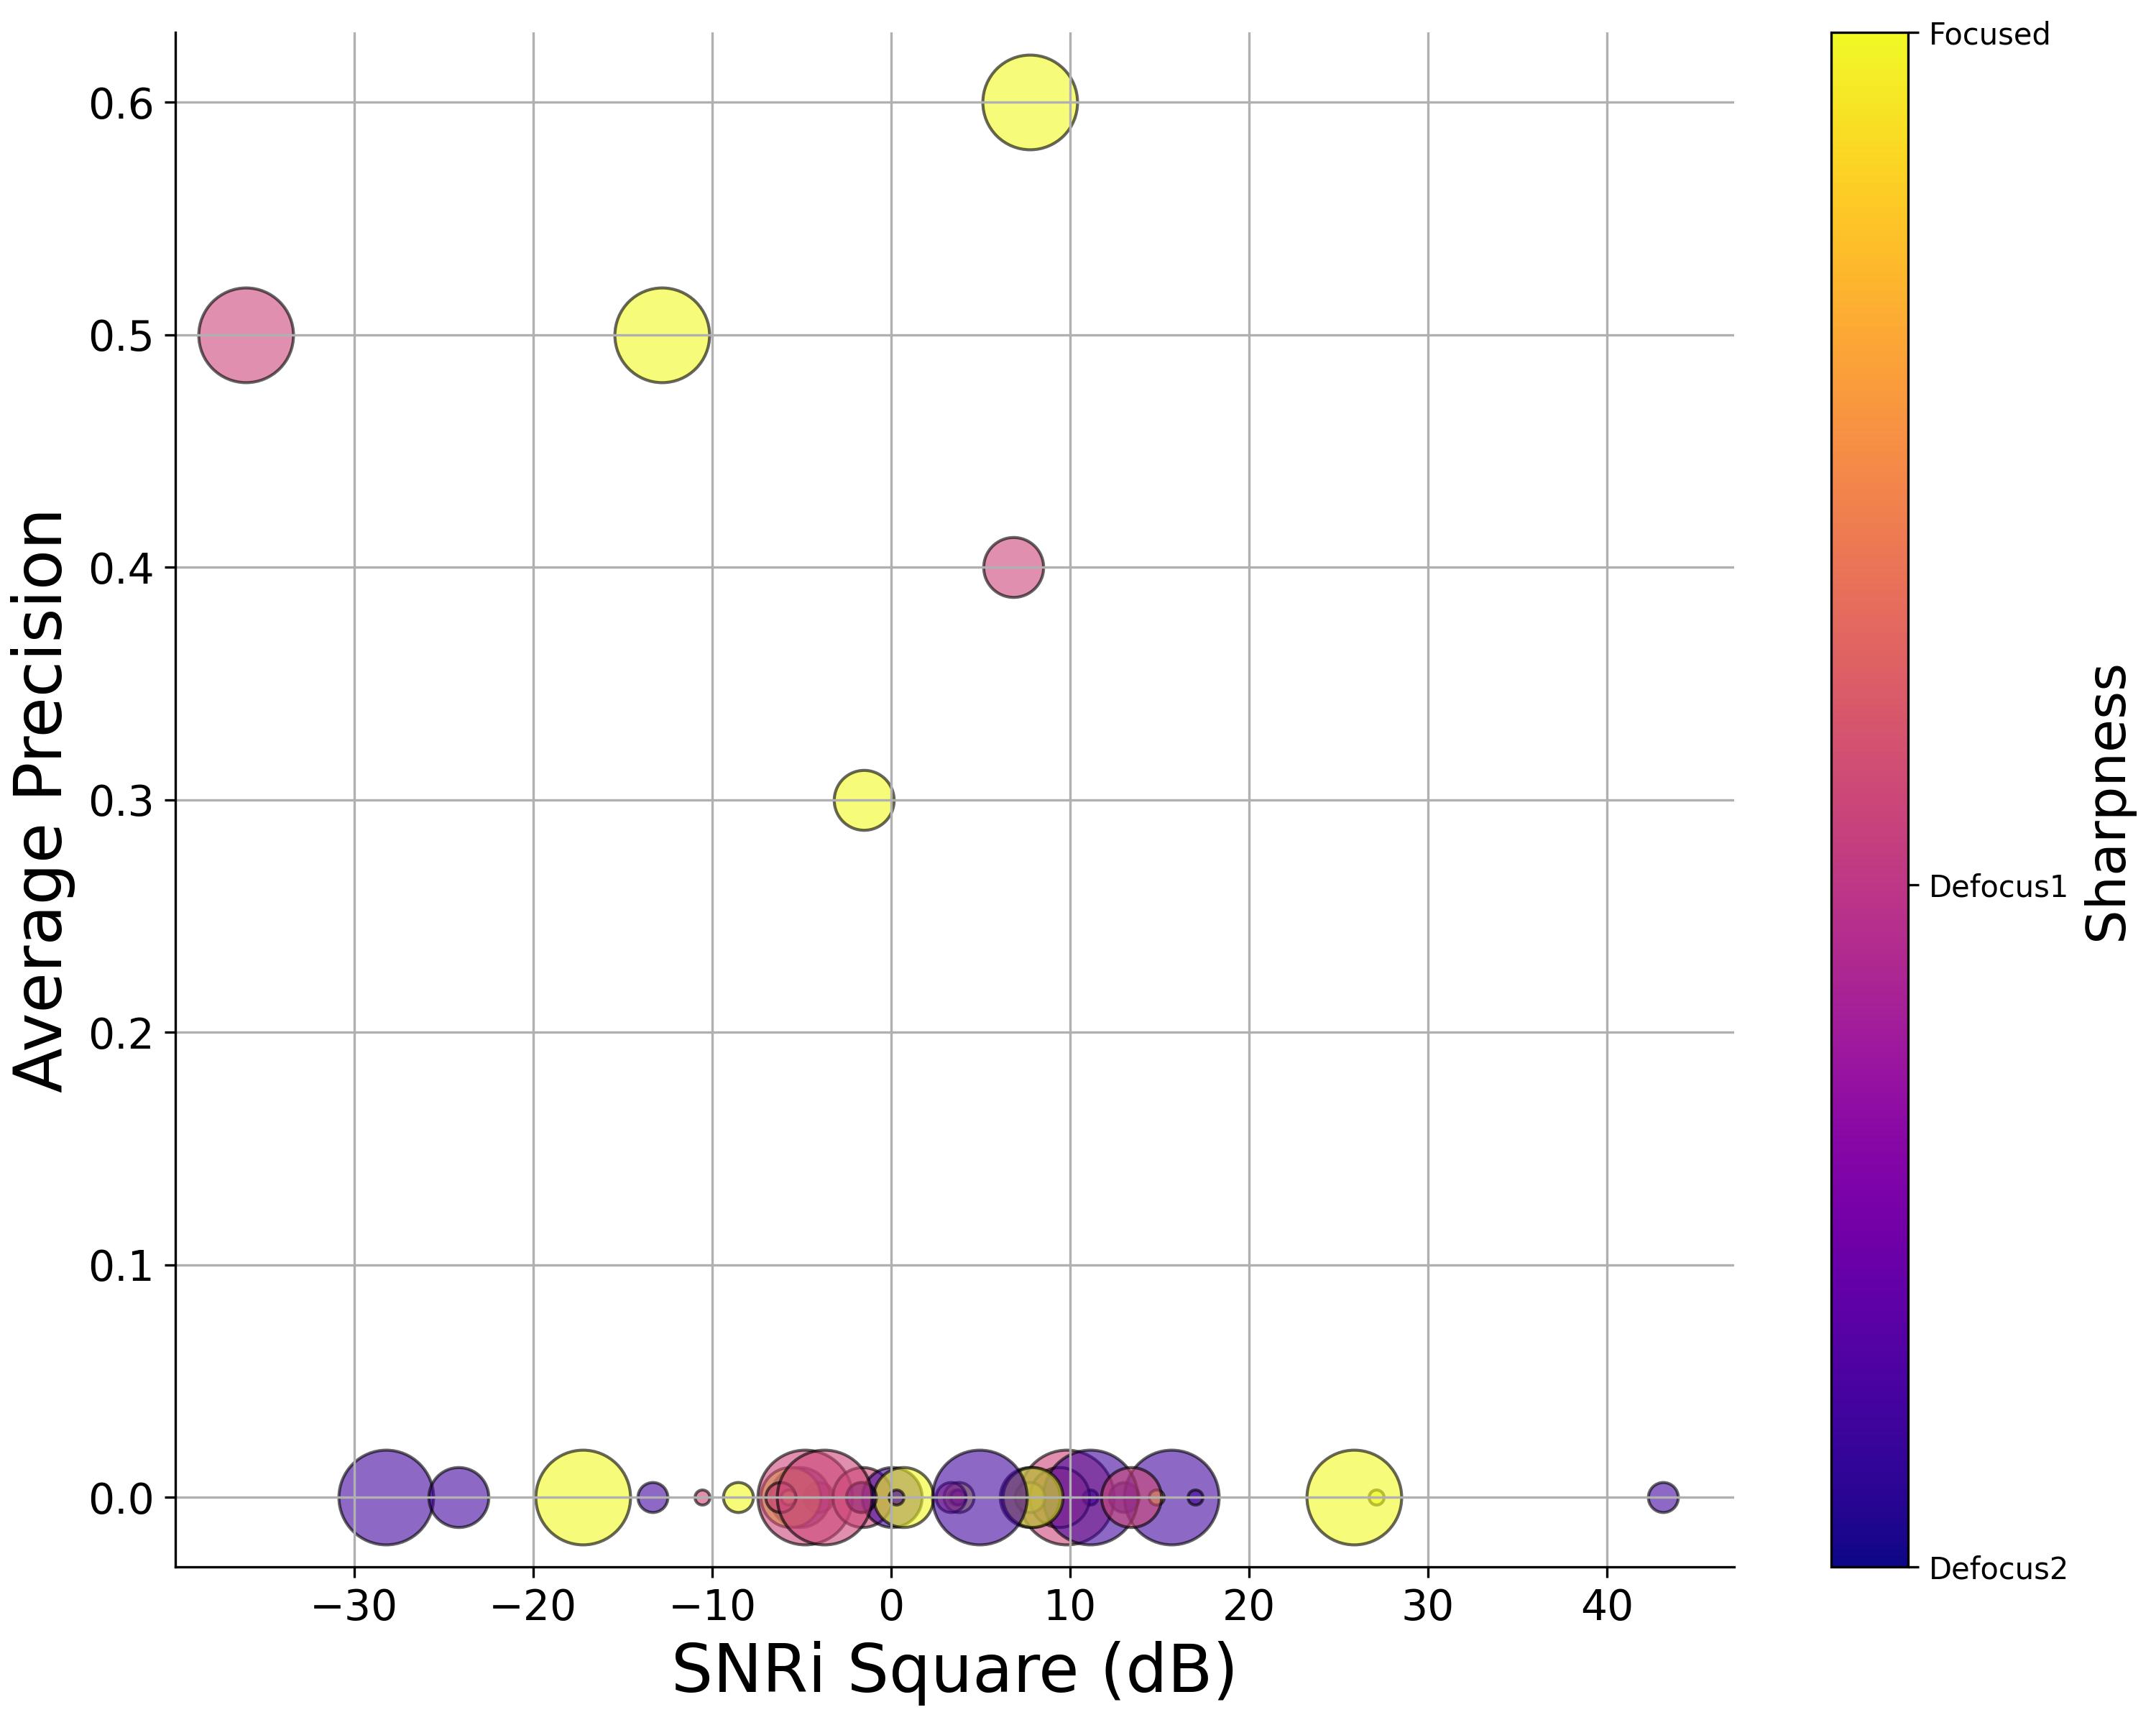 Average Precision
0.6
0.5
0.4
0.3
0.2
0.1
0.0
−30
−20
−10
0
10
20
30
40
SNRi Square (dB)
Focused
Defocus1
Defocus2
Sharpness